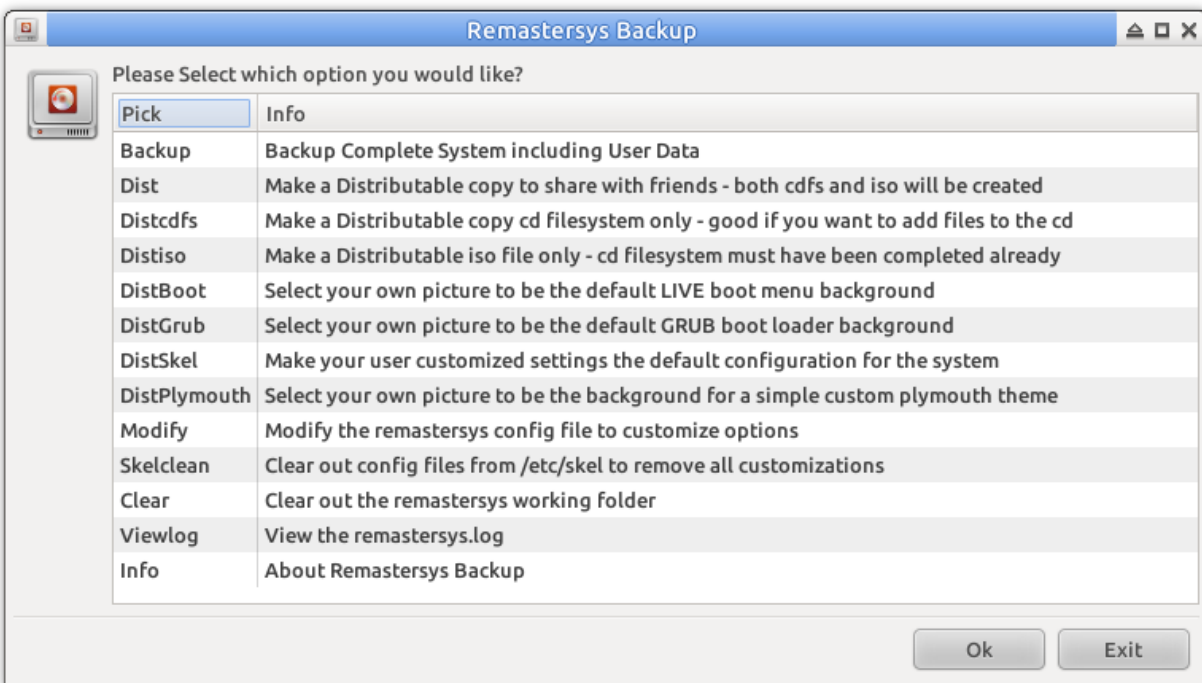 Remastersys Backup
Please Select which option you would like?
Pick Info
Backup Backup Complete System including User Data
Dist Make a Distributable copy to share with friends - both cdfs and iso will be created
Distcdfs Make a Distributable copy cd filesystem only - good if you want to add files to the cd
Distiso Make a Distributable iso file only - cd filesystem must have been completed already
DistBoot Select your own picture to be the default LIVE boot menu background
DistGrub Select your own picture to be the default GRUB boot loader background
DistSkel Make your user customized settings the default configuration for the system
DistPlymouth Select your own picture to be the background for a simple custom plymouth theme
Modify Modify the remastersys config file to customize options
Skelclean Clear out config files from /etc/skel to remove all customizations
Clear Clear out the remastersys working folder
Viewlog View the remastersys.log
Info About Remastersys Backup
Ok Exit